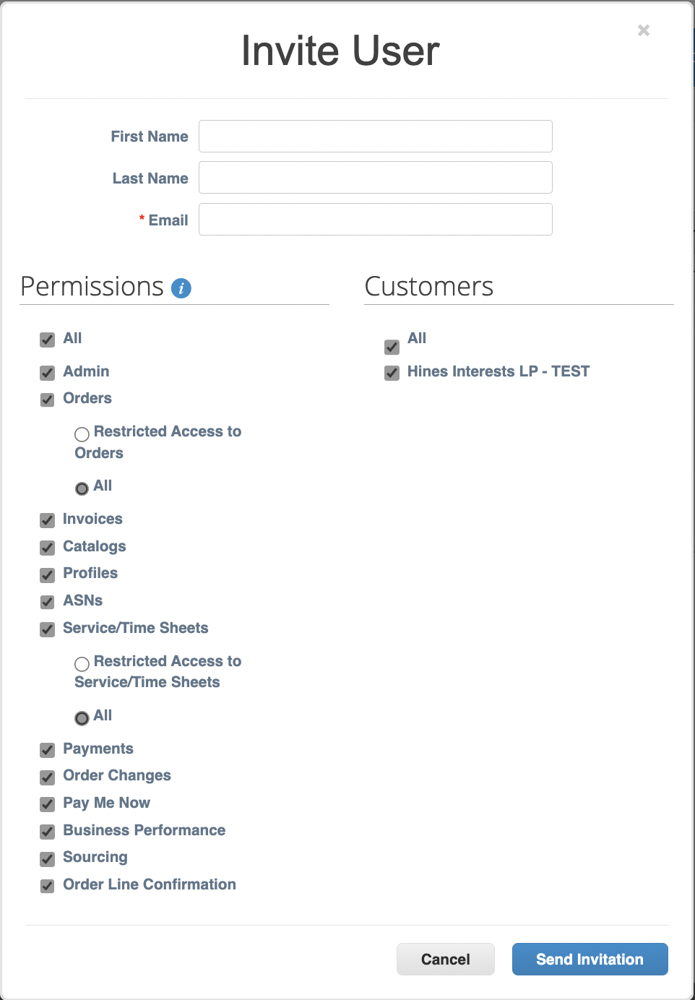 Invite User
First Name
Last Name
* Email
Permissions i
All
Admin
Orders
Restricted Access to
Orders
All
Invoices
Catalogs
Profiles
ASNs
Service/Time Sheets
Restricted Access to
Service/Time Sheets
All
Payments
Order Changes
Pay Me Now
Business Performance
Sourcing
Order Line Confirmation
Customers
All
Hines Interests LP - TEST
Cancel
Send Invitation